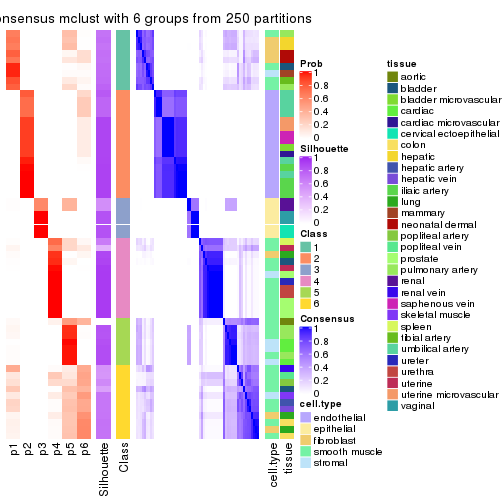 onsensus mclust with 6 groups from 250 partitions
Prob
1
0.8
0.6
0.4
0.2
0
Silhouette
1
0.8
0.6
0.4
0.2
0
Class
1
2
3
4
5
6
Consensus
1
0.8
0.6
0.4
0.2
0
cell.type
endothelial
epithelial
fibroblast
smooth muscle
stromal
tissue
aortic
bladder
bladder microvascular
cardiac
cardiac microvascular
cervical ectoepithelial
colon
hepatic
hepatic artery
hepatic vein
iliaic artery
lung
mammary
neonatal dermal
popliteal artery
popliteal vein
prostate
pulmonary artery
renal
renal vein
saphenous vein
skeletal muscle
spleen
tibial artery
umbilical artery
ureter
urethra
uterine
uterine microvascular
vaginal
p1
p2
p3
p4
p5
p6
Silhouette
Class
cell.type
tissue